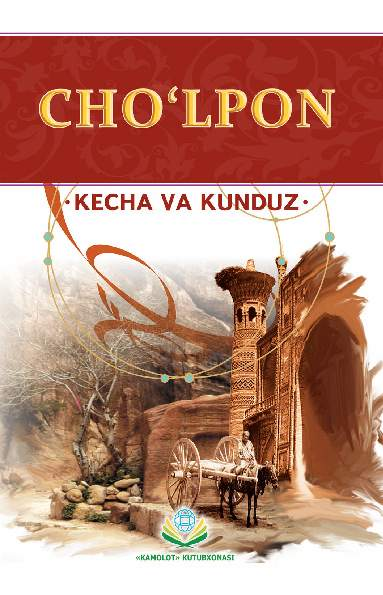 CHO‘LPON
·KECHA VA KUNDUZ·
«KAMOLOT» KUTUBXONASI